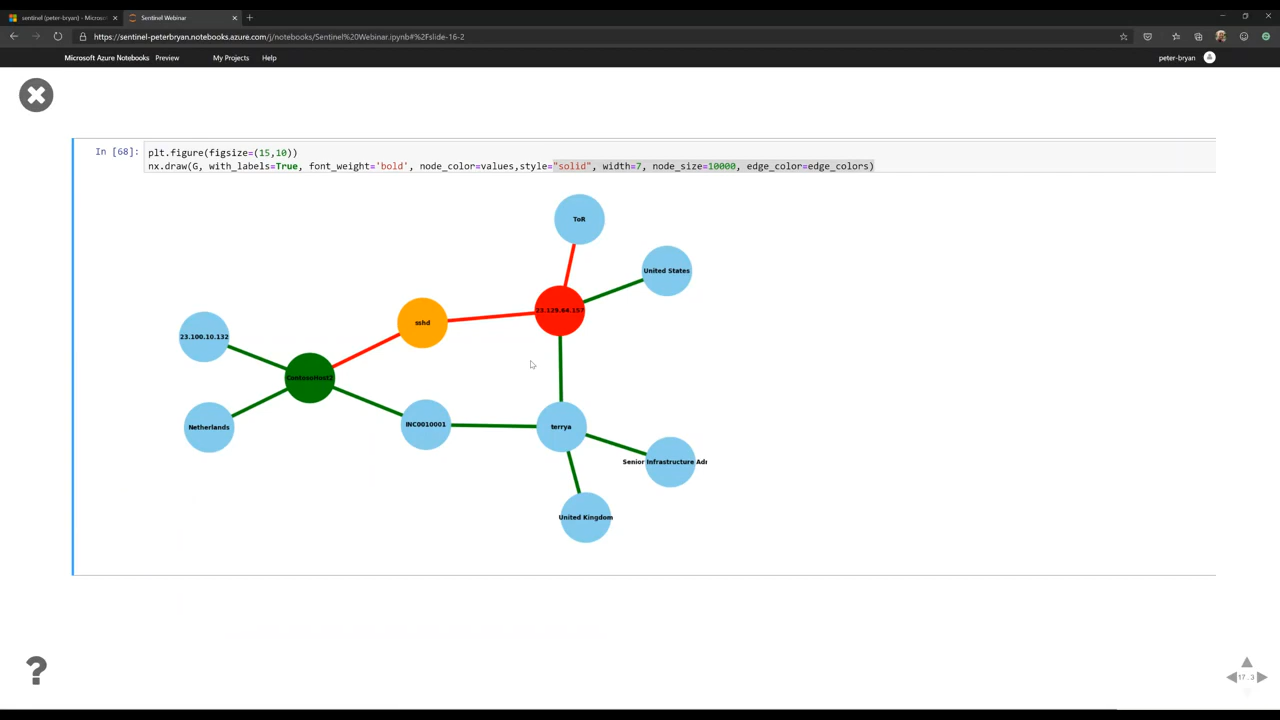 sentinel (peter-bryan) - Microso
Sentinel Webinar
https://sentinel-peterbryan.notebooks.azure.com/j/notebooks/Sentinel%20Webinar.ipynb#%2Fslide-16-2
Microsoft Azure Notebooks Preview My Projects Help peter-bryan
In [68]: plt.figure(figsize=(15,10))
nx.draw(G, with_labels=True, font_weight='bold', node_color=values,style="solid", width=7, node_size=10000, edge_color=edge_colors)
ToR
United States
23.129.64.157
sshd
23.100.10.132
ContosoHost2
INC0010001
terrya
Netherlands
Senior Infrastructure Adm
United Kingdom
?
17.3